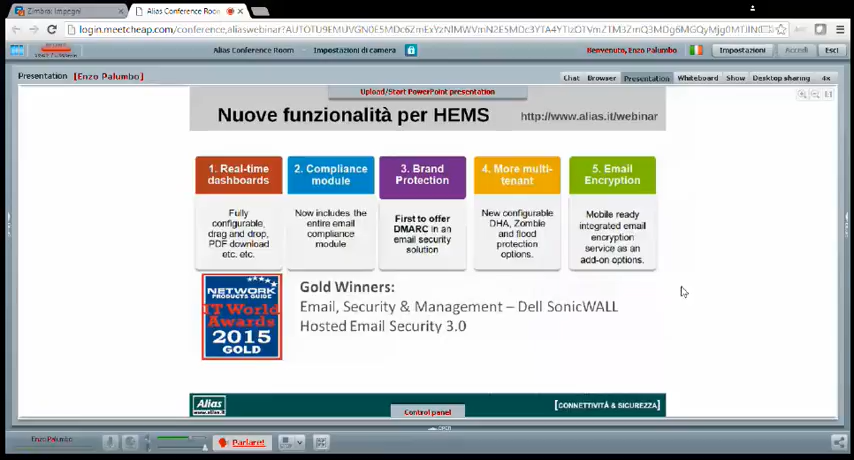 Zimbra: Impegni
Alias Conference Room
login.meetcheap.com/conference,aliaswebinar?
Alias Conference Room
Impostazioni di camera
Benvenuto, Enzo Palumbo
Impostazioni
Accedi
Esci
Presentation
[Enzo Palumbo]
Chat
Browser
Presentation
Whiteboard
Show
Desktop sharing
4x
Upload/Start PowerPoint presentation
Nuove funzionalità per HEMS
http://www.alias.it/webinar
1. Real-time
dashboards
Fully
configurable,
drag and drop,
PDF download
etc. etc.
2. Compliance
module
Now includes the
entire email
compliance
module
3. Brand
Protection
First to offer
DMARC in an
email security
solution
4. More multi-
tenant
New configurable
DHA, Zombie
and flood
protection
options.
5. Email
Encryption
Mobile ready
integrated email
encryption
service as an
add-on options.
NETWORK
PRODUCTS GUIDE
IT World
Awards
2015
GOLD
Gold Winners:
Email, Security & Management – Dell SonicWALL
Hosted Email Security 3.0
Alias
www.alias.it
Control panel
[CONNETTIVITÀ & SICUREZZA]
OPEN
Enzo Palumbo
Parlare!